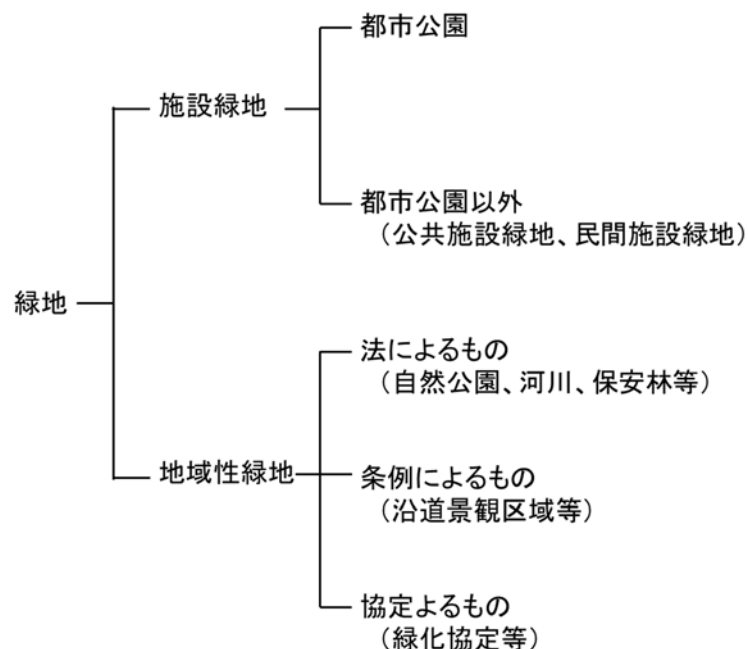 都市公園
施設緑地
都市公園以外
(公共施設緑地、民間施設緑地)
緑地
法によるもの
(自然公園、河川、保安林等)
地域性緑地
条例によるもの
(沿道景観区域等)
協定よるもの
(緑化協定等)